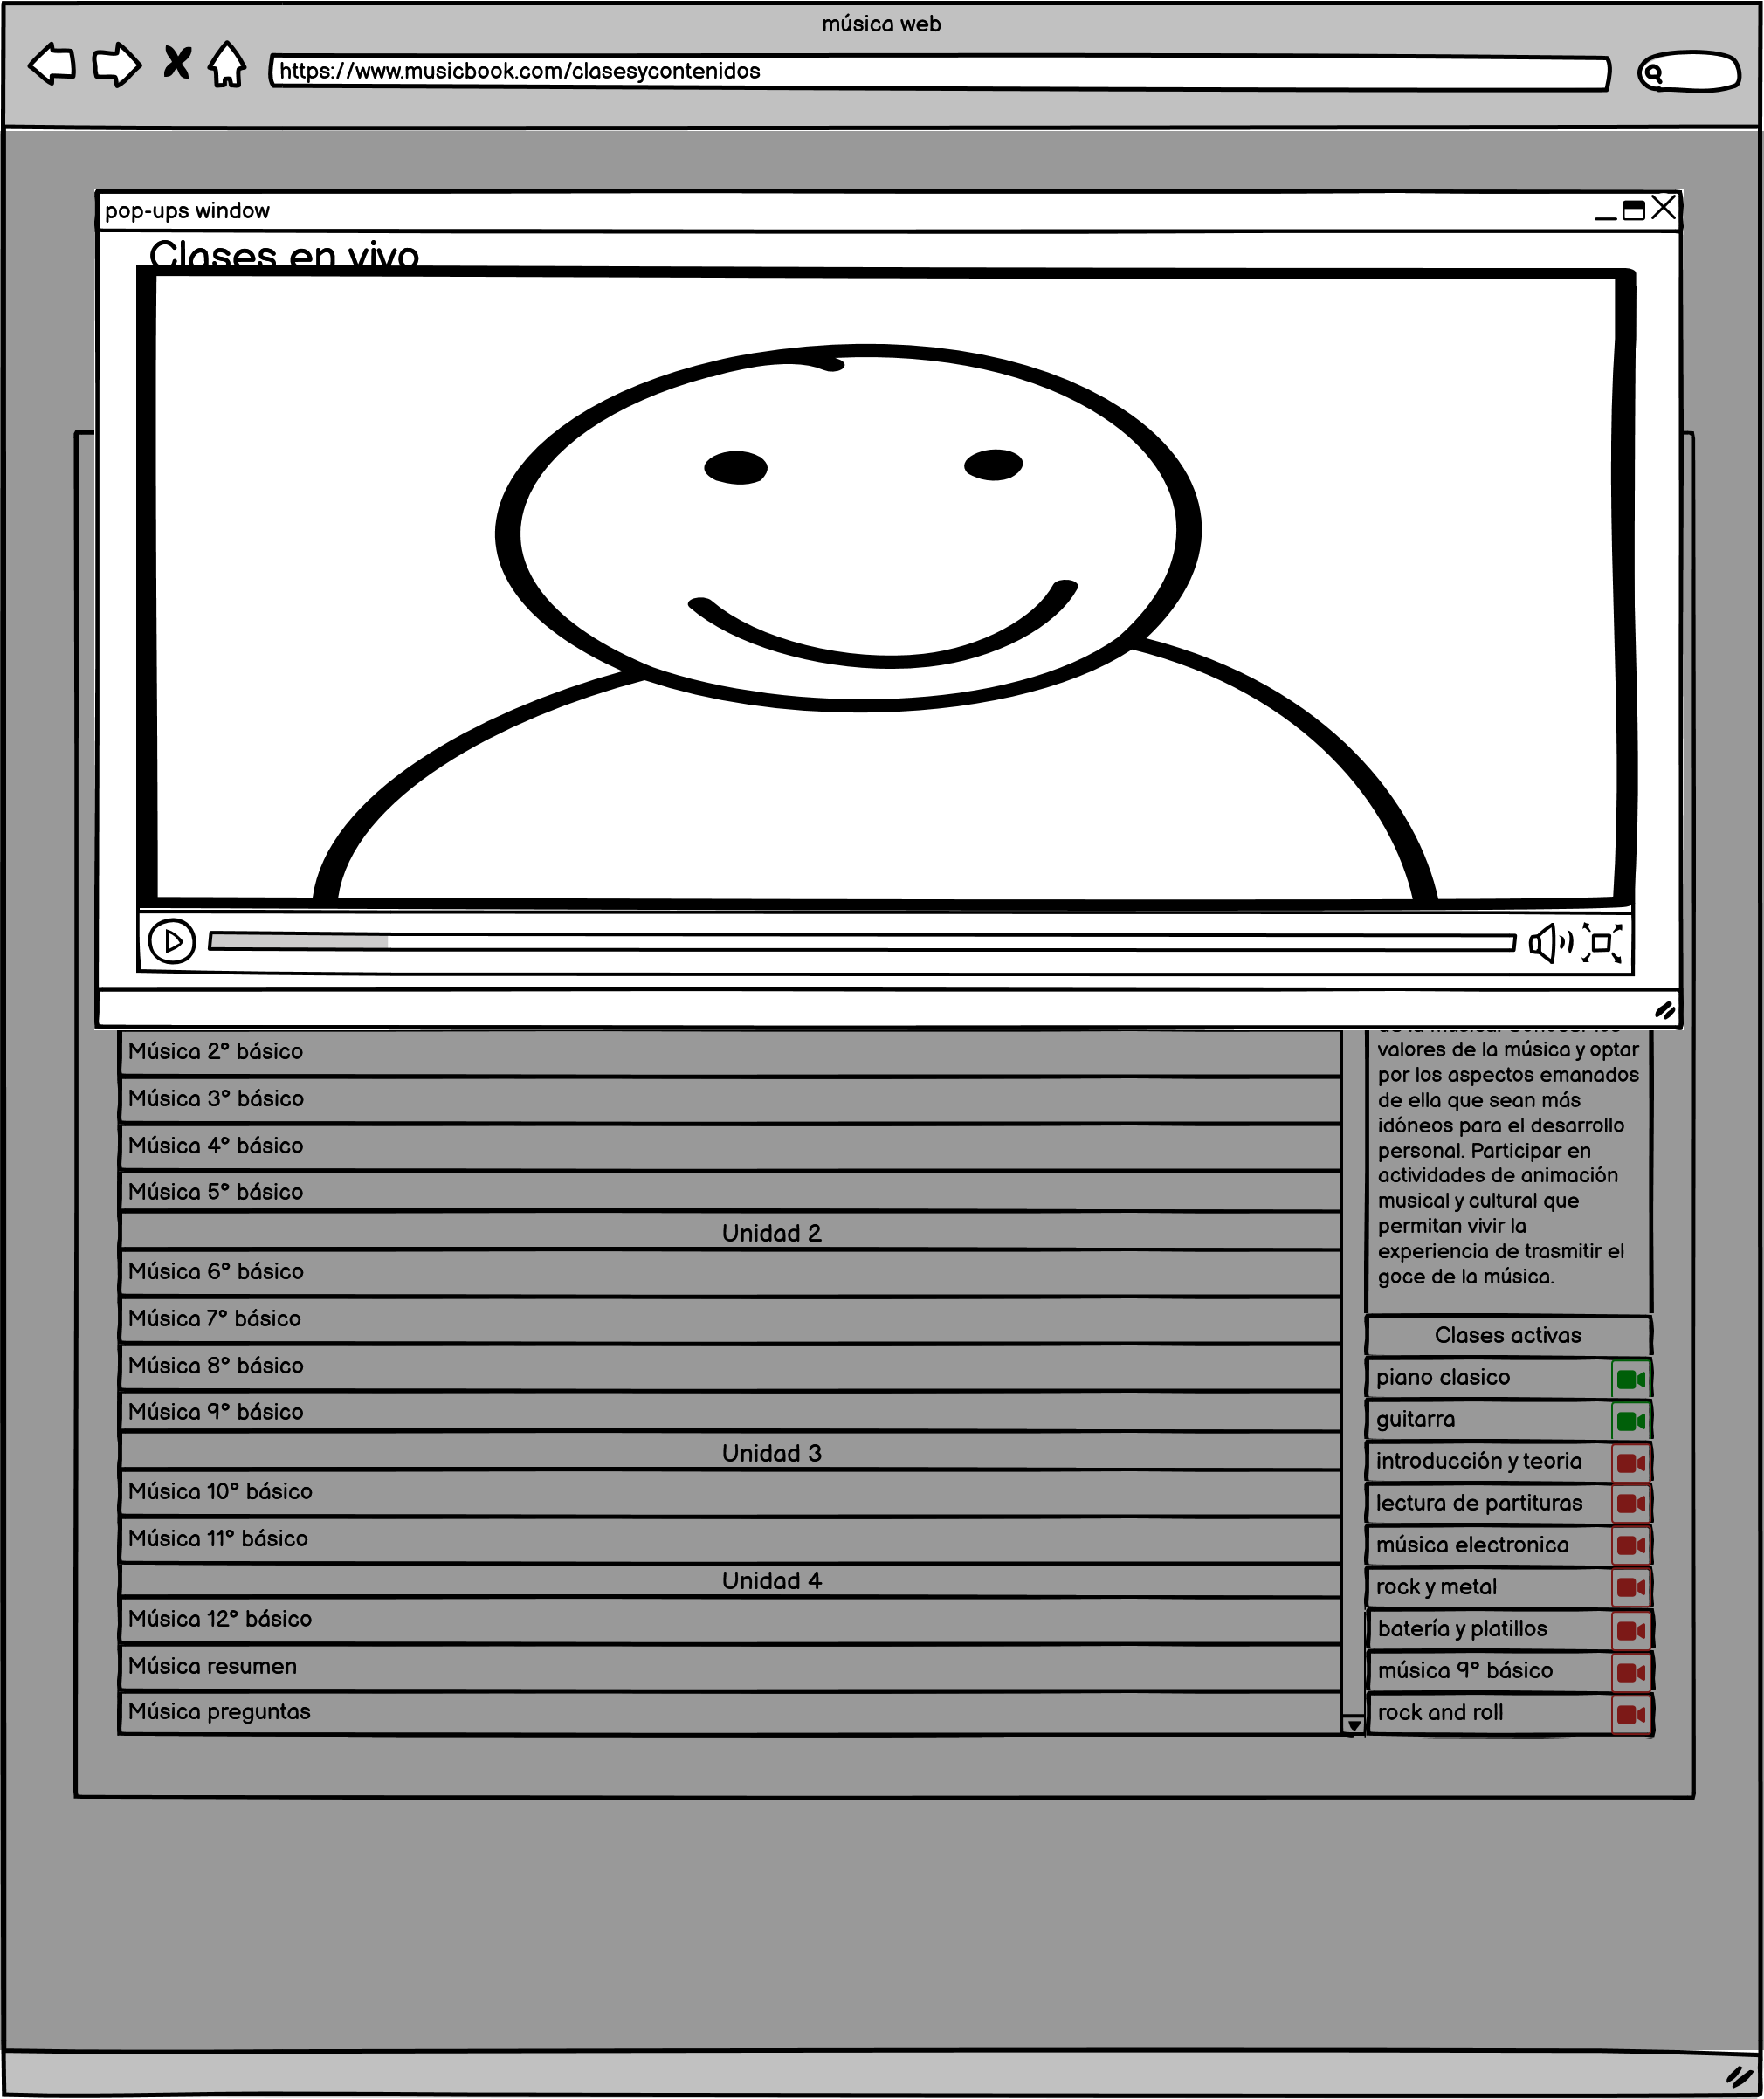 música web
https://www.musicbook.com/clasesycontenidos
pop-ups window
Clases en vivo
Música 2° básico
Música 3° básico
Música 4° básico
Música 5° básico
Unidad 2
Música 6° básico
Música 7° básico
Música 8° básico
Música 9° básico
Unidad 3
Música 10° básico
Música 11° básico
Unidad 4
Música 12° básico
Música resumen
Música preguntas
valores de la música y optar
por los aspectos emanados
de ella que sean más
idóneos para el desarrollo
personal. Participar en
actividades de animación
musical y cultural que
permitan vivir la
experiencia de trasmitir el
goce de la música.
Clases activas
piano clasico
guitarra
introducción y teoria
lectura de partituras
música electronica
rock y metal
batería y platillos
música 9° básico
rock and roll